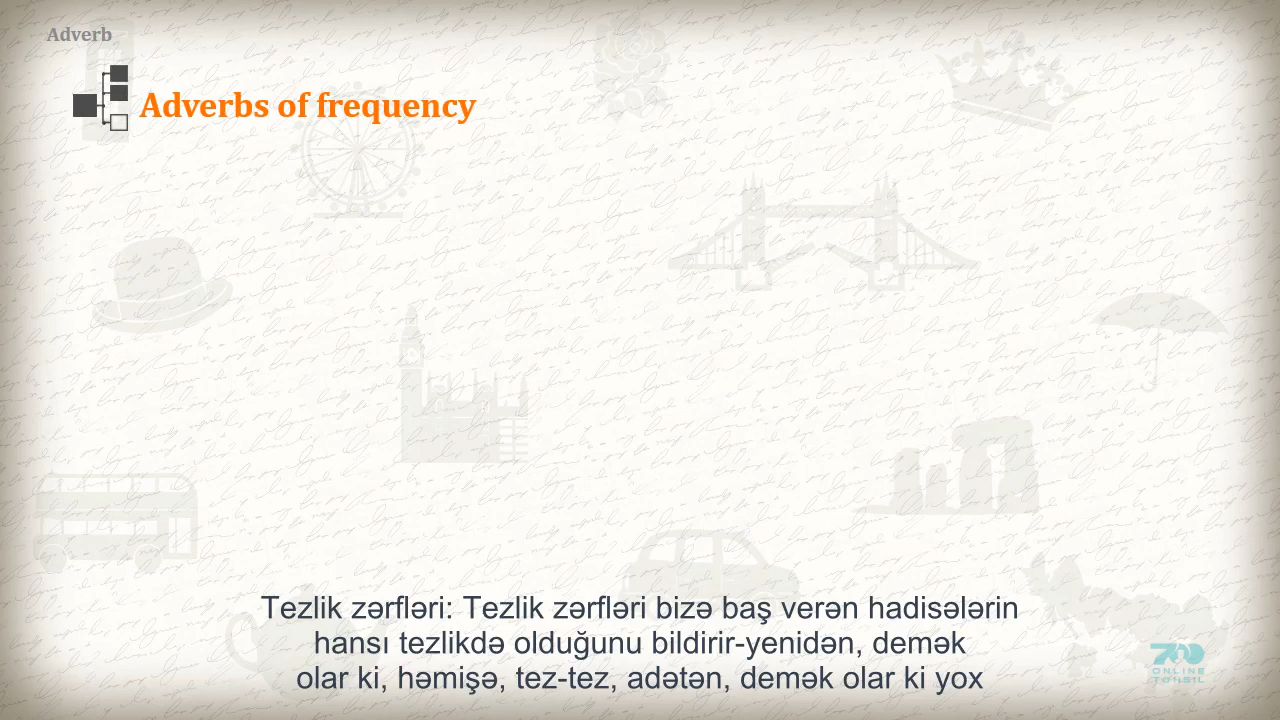 Adverb
Adverbs of frequency
Tezlik zərfləri: Tezlik zərfləri bizə baş verən hadisələrin
hansı tezlikdə olduğunu bildirir-yenidən, demək
olar ki, həmişə, tez-tez, adətən, demək olar ki yox
ONLINE